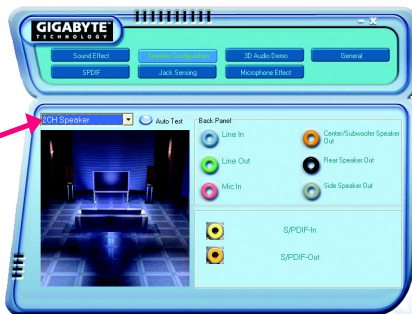 GIGABYTE
TECHNOLOGY
Sound Effect
Speaker Configuration
3D Audio Demo
General
SPDIF
Jack Sensing
Microphone Effect
2CH Speaker
Auto Test
Back Panel
Line In
Center/Subwoofer Speaker Out
Line Out
Rear Speaker Out
Mic In
Side Speaker Out
S/PDIF-In
S/PDIF-Out